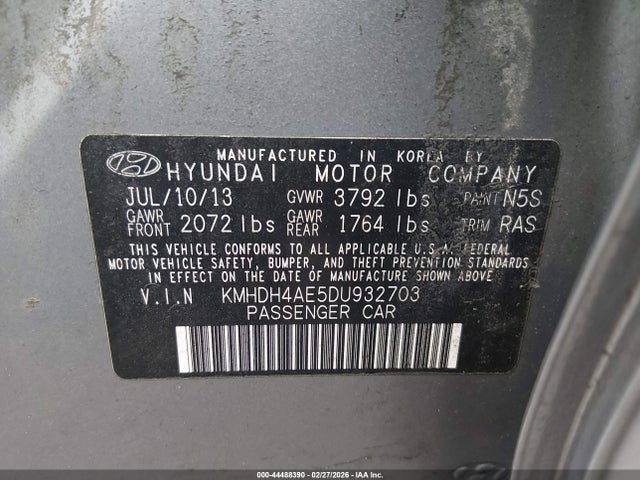 MANUFACTURED IN KOREA BY
HYUNDAI MOTOR COMPANY
JUL/10/13 GVWR 3792 lbs PAINT N5S
GAWR FRONT 2072 lbs GAWR REAR 1764 lbs TRIM RAS
THIS VEHICLE CONFORMS TO ALL APPLICABLE U.S.A. FEDERAL
MOTOR VEHICLE SAFETY, BUMPER, AND THEFT PREVENTION STANDARDS
IN EFFECT ON THE DATE OF MANUFACTURE SHOWN ABOVE
V.I.N KMHDH4AE5DU932703
PASSENGER CAR
000-44488390 - 02/27/2026 - IAA Inc.